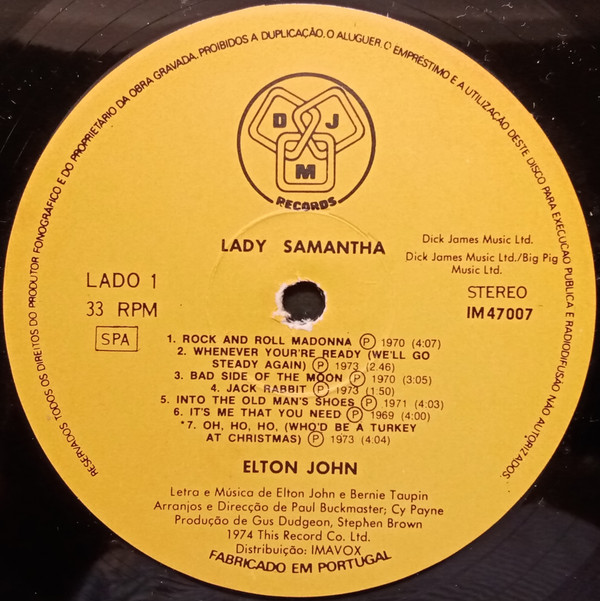 RESERVADOS TODOS OS DIREITOS DO PRODUTOR FONOGRÁFICO E DO PROPRIETÁRIO DA OBRA GRAVADA. PROIBIDOS A DUPLICAÇÃO, O ALUGUER, O EMPRÉSTIMO E A UTILIZAÇÃO DESTE DISCO PARA EXECUÇÃO PUBLICA E RADIODIFUSÃO NÃO AUTORIZADOS.
D J
M
RECORDS
LADY SAMANTHA
Dick James Music Ltd.
Dick James Music Ltd./Big Pig
Music Ltd.
LADO 1
33 RPM
SPA
STEREO
IM 47007
1. ROCK AND ROLL MADONNA Ⓟ 1970 (4:07)
2. WHENEVER YOUR'RE READY (WE'LL GO
STEADY AGAIN) Ⓟ 1973 (2.46)
3. BAD SIDE OF THE MOON Ⓟ 1970 (3:05)
4. JACK RABBIT Ⓟ 1973 (1 50)
5. INTO THE OLD MAN'S SHOES Ⓟ 1971 (4:03)
6. IT'S ME THAT YOU NEED Ⓟ 1969 (4:00)
*7. OH, HO, HO, (WHO'D BE A TURKEY
AT CHRISTMAS) Ⓟ 1973 (4:04)
ELTON JOHN
Letra e Música de Elton John e Bernie Taupin
Arranjos e Direcção de Paul Buckmaster; Cy Payne
Produção de Gus Dudgeon, Stephen Brown
1974 This Record Co. Ltd.
Distribuição: IMAVOX
FABRICADO EM PORTUGAL